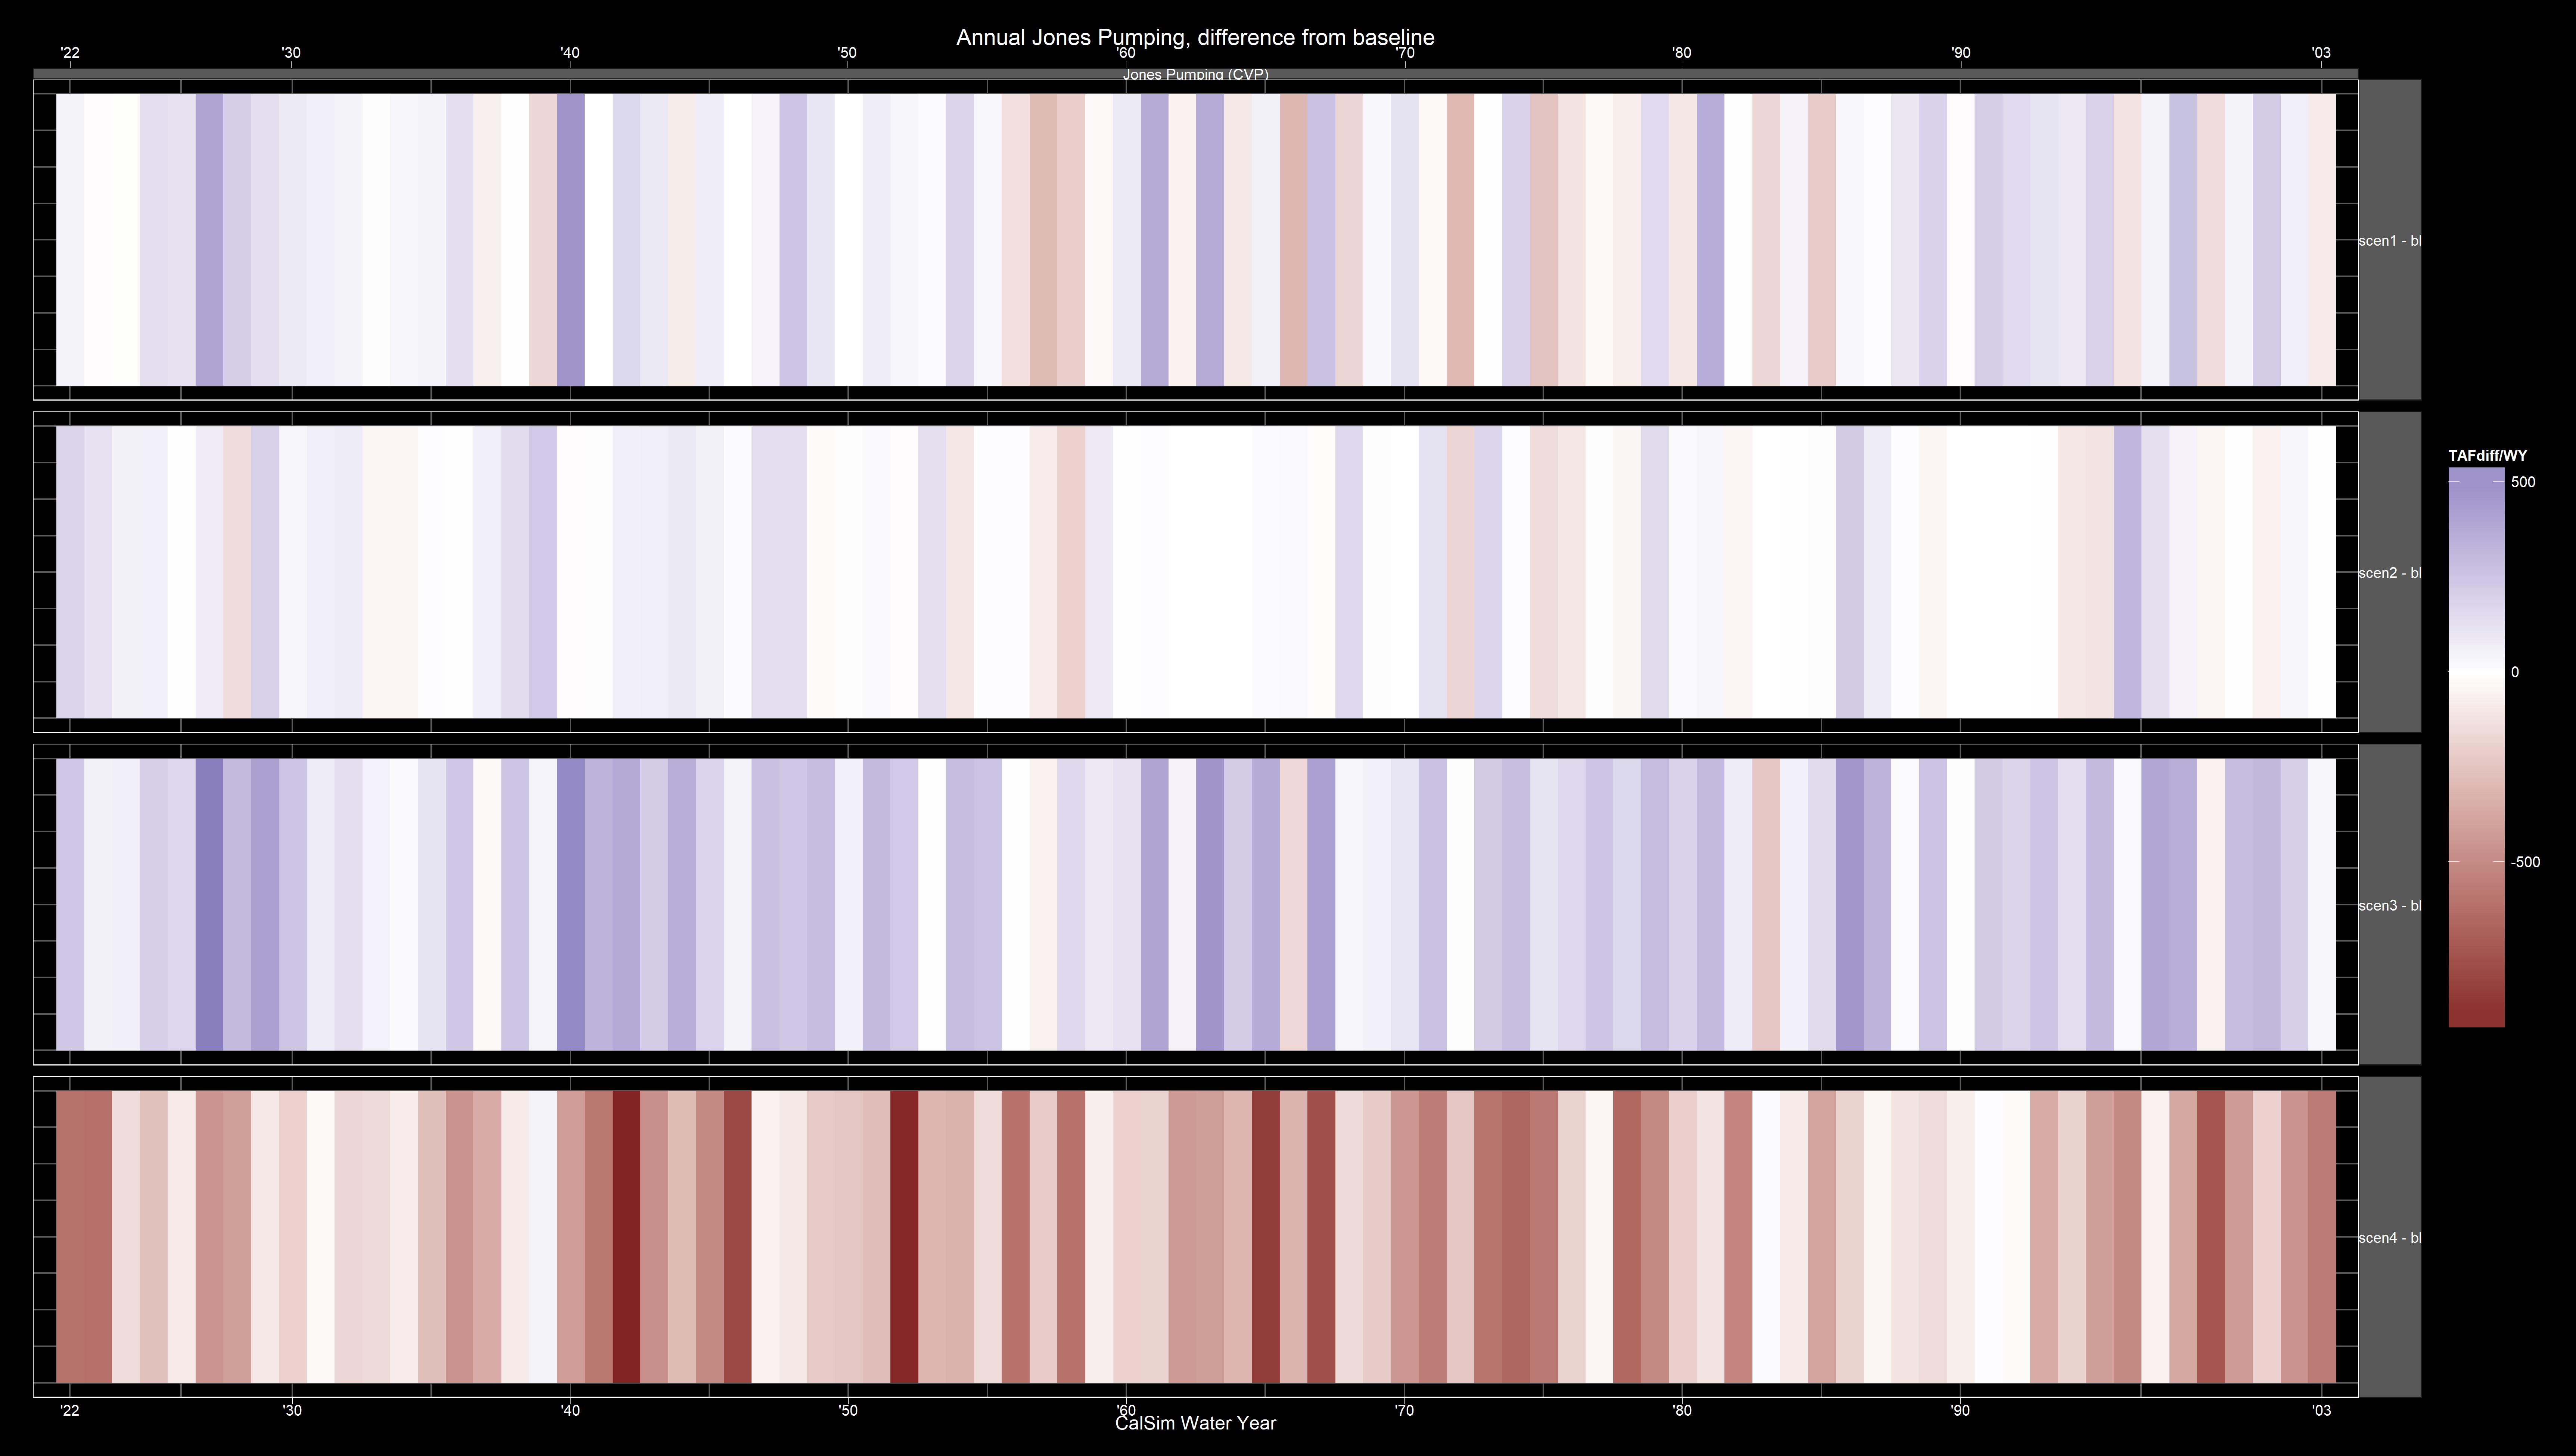 Annual Jones Pumping, difference from baseline
'22 '30 '40 '50 '60 '70 '80 '90 '03
Jones Pumping (CVP)
scen1 - bl
scen2 - bl
scen3 - bl
scen4 - bl
TAFdiff/WY
500
0
-500
'22 '30 '40 '50 '60 '70 '80 '90 '03
CalSim Water Year